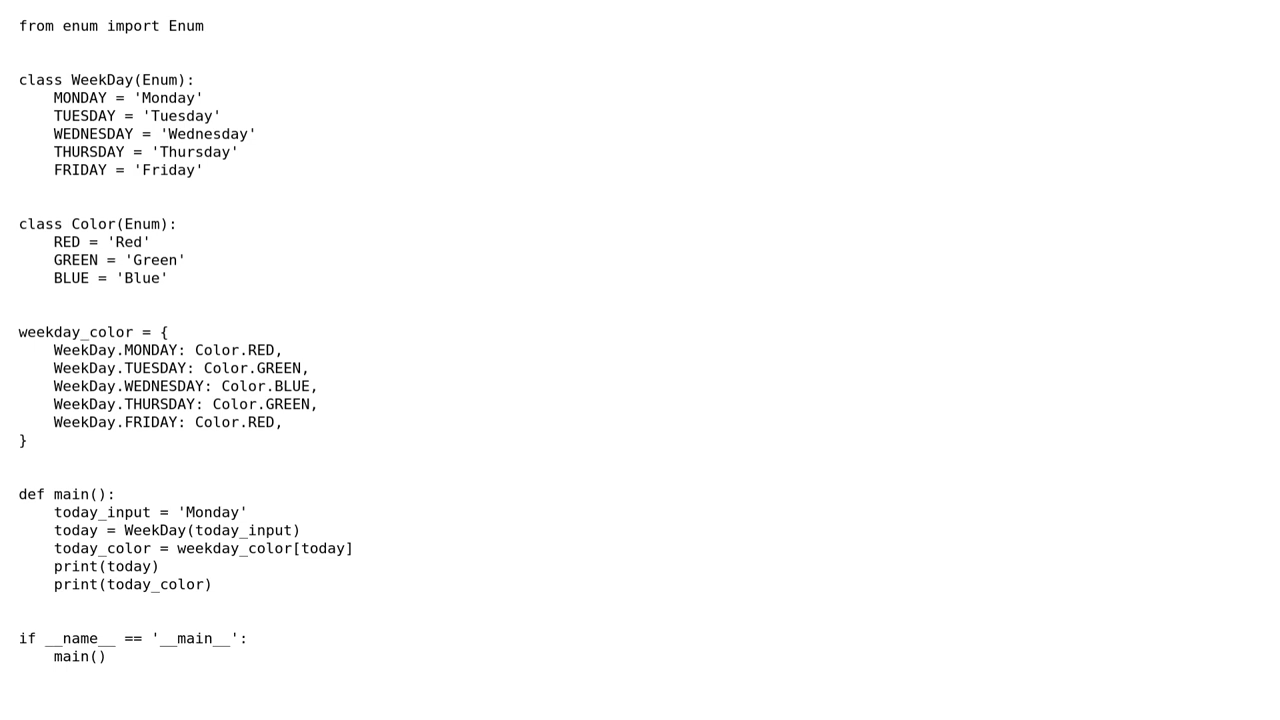 from enum import Enum


class WeekDay(Enum):
    MONDAY = 'Monday'
    TUESDAY = 'Tuesday'
    WEDNESDAY = 'Wednesday'
    THURSDAY = 'Thursday'
    FRIDAY = 'Friday'


class Color(Enum):
    RED = 'Red'
    GREEN = 'Green'
    BLUE = 'Blue'


weekday_color = {
    WeekDay.MONDAY: Color.RED,
    WeekDay.TUESDAY: Color.GREEN,
    WeekDay.WEDNESDAY: Color.BLUE,
    WeekDay.THURSDAY: Color.GREEN,
    WeekDay.FRIDAY: Color.RED,
}


def main():
    today_input = 'Monday'
    today = WeekDay(today_input)
    today_color = weekday_color[today]
    print(today)
    print(today_color)


if __name__ == '__main__':
    main()